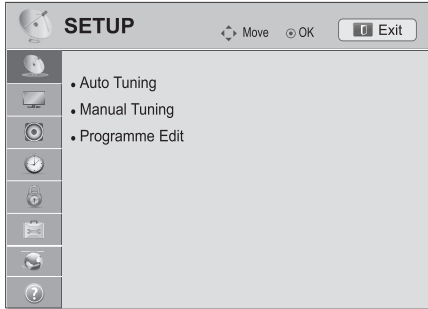 SETUP
Move OK Exit
• Auto Tuning
• Manual Tuning
• Programme Edit
?